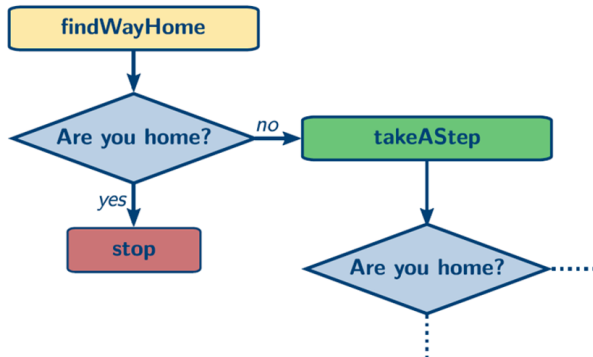 findWayHome
Are you home?
no
takeAStep
yes
stop
Are you home?